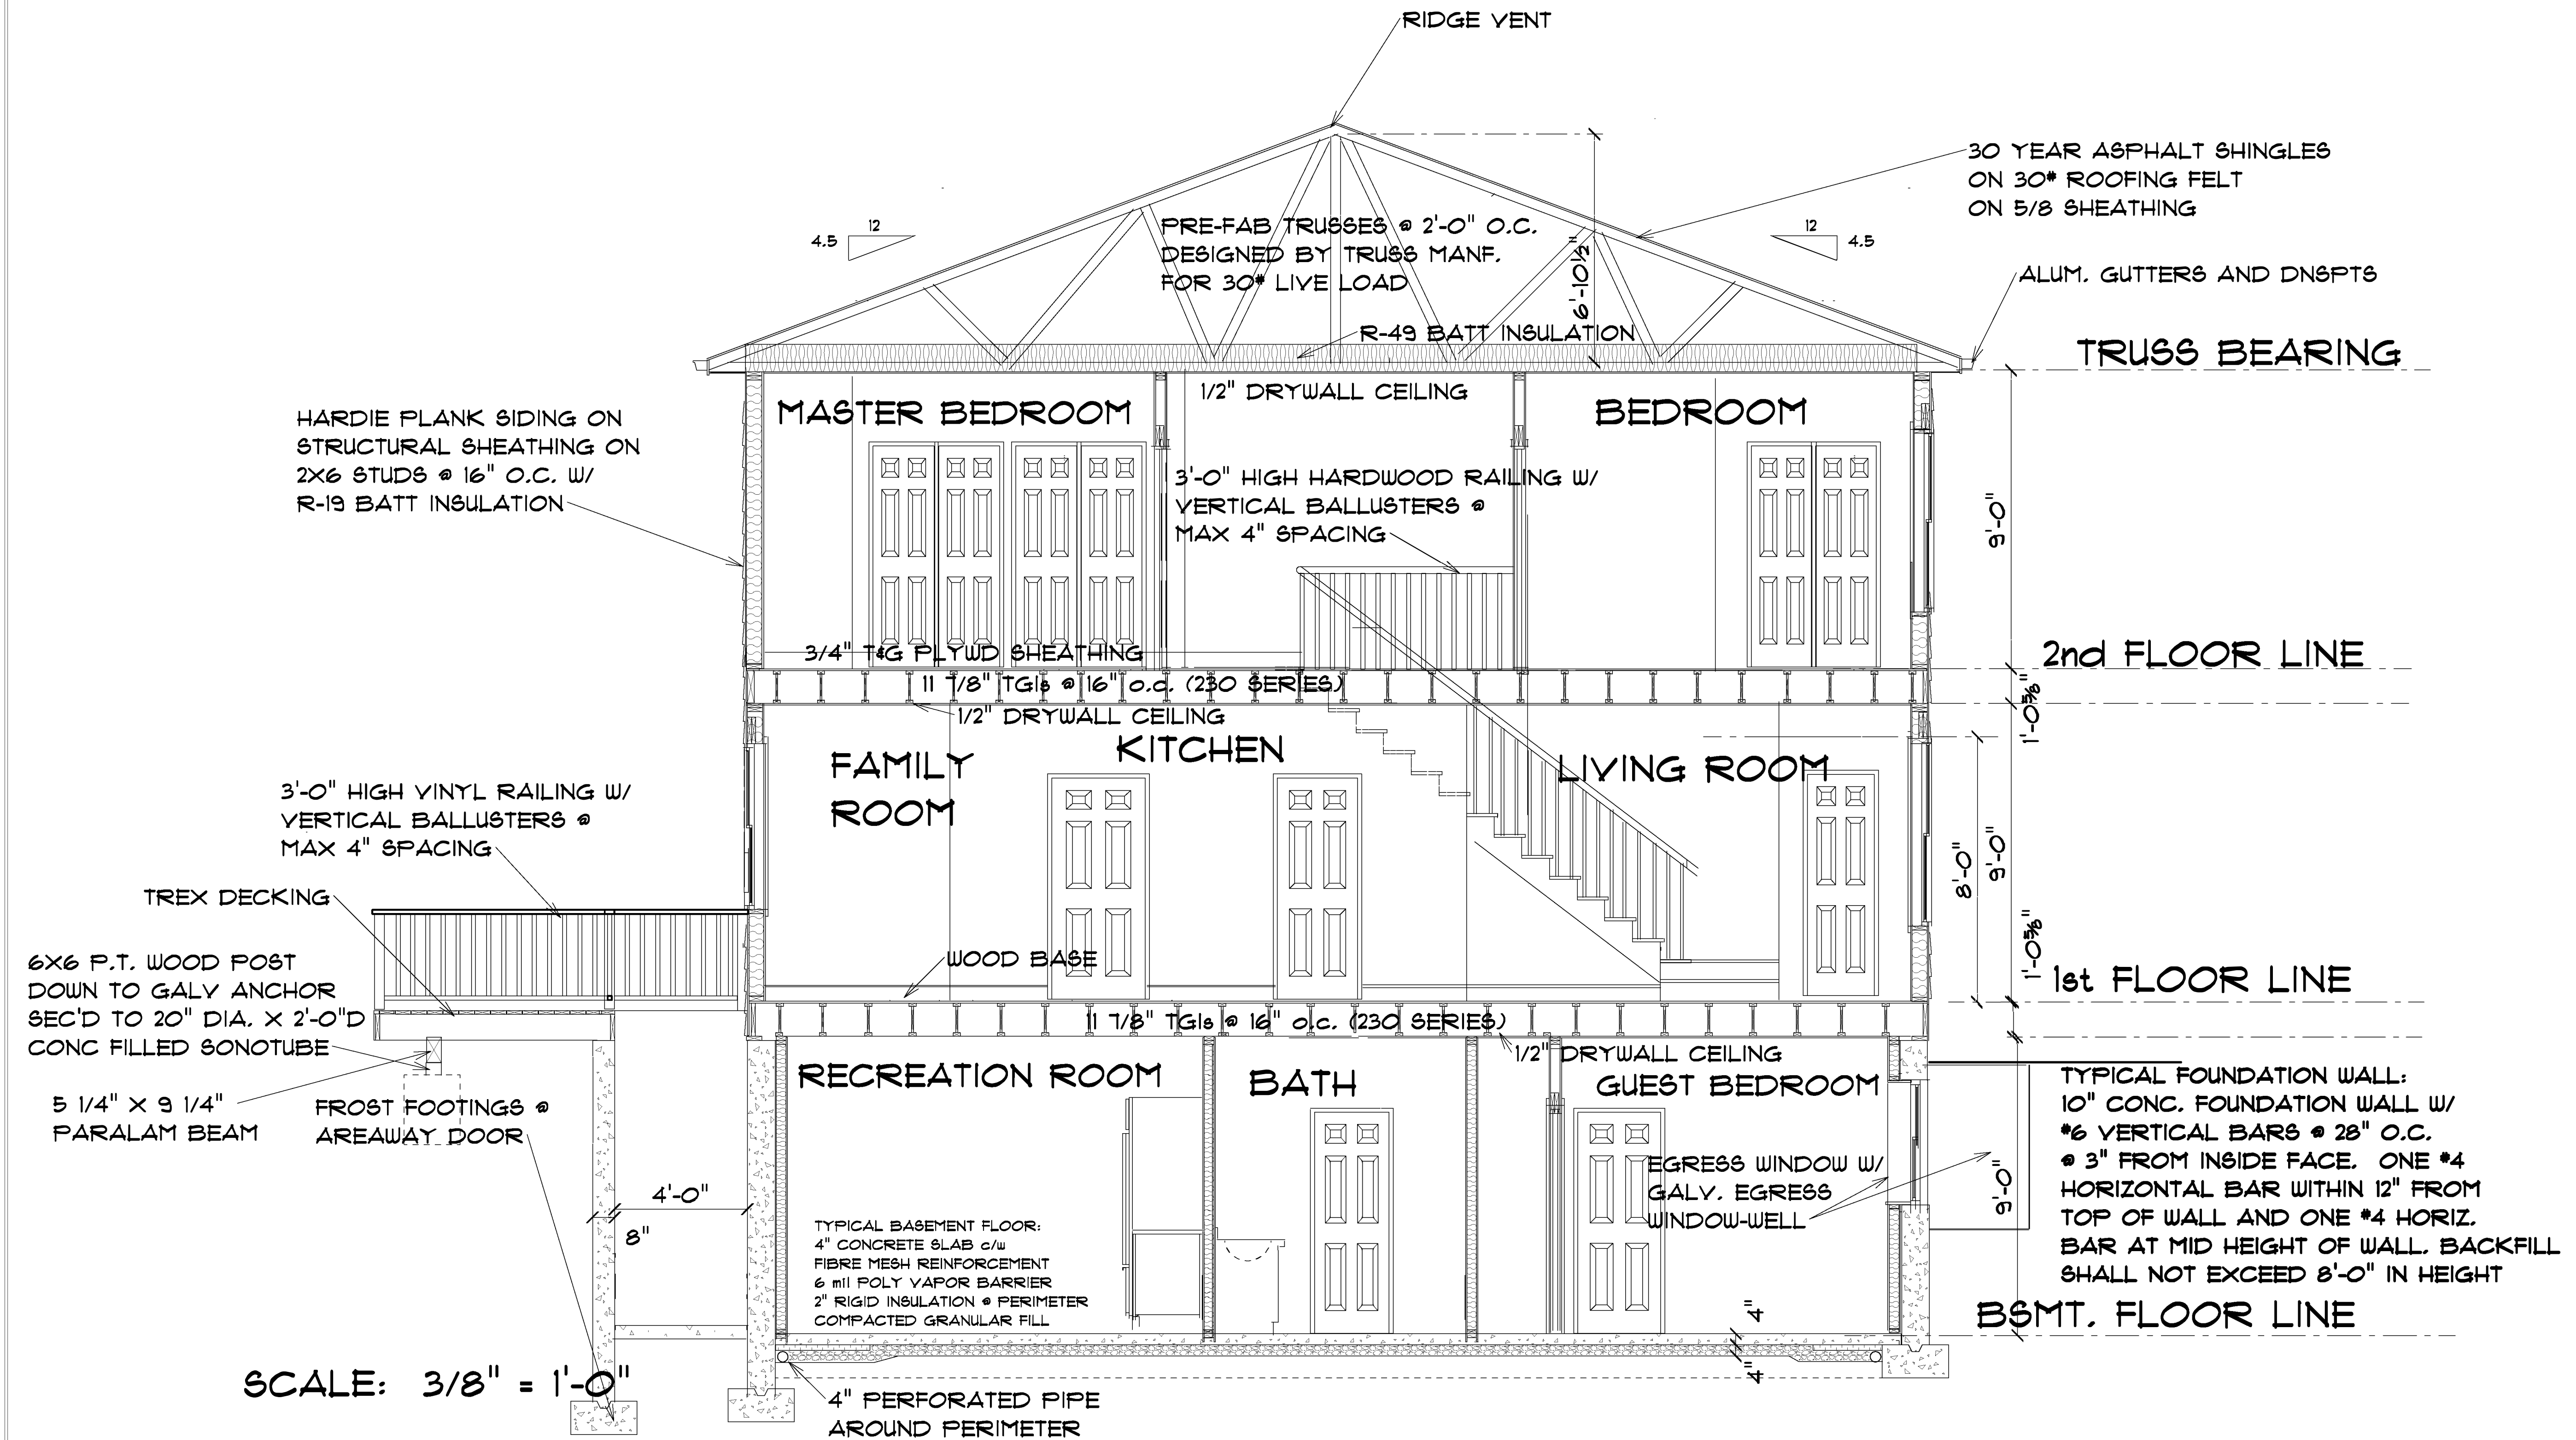 RIDGE VENT
30 YEAR ASPHALT SHINGLES
ON 30# ROOFING FELT
ON 5/8 SHEATHING
12
4.5
PRE-FAB TRUSSES @ 2'-0" O.C.
DESIGNED BY TRUSS MANF.
FOR 30# LIVE LOAD
6'-10½"
12
4.5
ALUM. GUTTERS AND DNSPTS
R-49 BATT INSULATION
TRUSS BEARING
1/2" DRYWALL CEILING
MASTER BEDROOM
BEDROOM
HARDIE PLANK SIDING ON
STRUCTURAL SHEATHING ON
2X6 STUDS @ 16" O.C. W/
R-19 BATT INSULATION
3'-0" HIGH HARDWOOD RAILING W/
VERTICAL BALLUSTERS @
MAX 4" SPACING
9'-0"
3/4" T&G PLYWD SHEATHING
2nd FLOOR LINE
11 7/8" TGIs @ 16" o.c. (230 SERIES)
1'-0⅝"
1/2" DRYWALL CEILING
FAMILY
ROOM
KITCHEN
LIVING ROOM
3'-0" HIGH VINYL RAILING W/
VERTICAL BALLUSTERS @
MAX 4" SPACING
8'-0"
9'-0"
TREX DECKING
WOOD BASE
1'-0⅝"
1st FLOOR LINE
6X6 P.T. WOOD POST
DOWN TO GALV ANCHOR
SEC'D TO 20" DIA. X 2'-0"D
CONC FILLED SONOTUBE
11 7/8" TGIs @ 16" o.c. (230 SERIES)
1/2" DRYWALL CEILING
RECREATION ROOM
BATH
GUEST BEDROOM
5 1/4" X 9 1/4"
PARALAM BEAM
FROST FOOTINGS @
AREAWAY DOOR
EGRESS WINDOW W/
GALV. EGRESS
WINDOW-WELL
9'-0"
TYPICAL FOUNDATION WALL:
10" CONC. FOUNDATION WALL W/
#6 VERTICAL BARS @ 28" O.C.
@ 3" FROM INSIDE FACE. ONE #4
HORIZONTAL BAR WITHIN 12" FROM
TOP OF WALL AND ONE #4 HORIZ.
BAR AT MID HEIGHT OF WALL. BACKFILL
SHALL NOT EXCEED 8'-0" IN HEIGHT
4'-0"
8"
TYPICAL BASEMENT FLOOR:
4" CONCRETE SLAB c/w
FIBRE MESH REINFORCEMENT
6 mil POLY VAPOR BARRIER
2" RIGID INSULATION @ PERIMETER
COMPACTED GRANULAR FILL
4"
4"
BSMT. FLOOR LINE
SCALE: 3/8" = 1'-0"
4" PERFORATED PIPE
AROUND PERIMETER